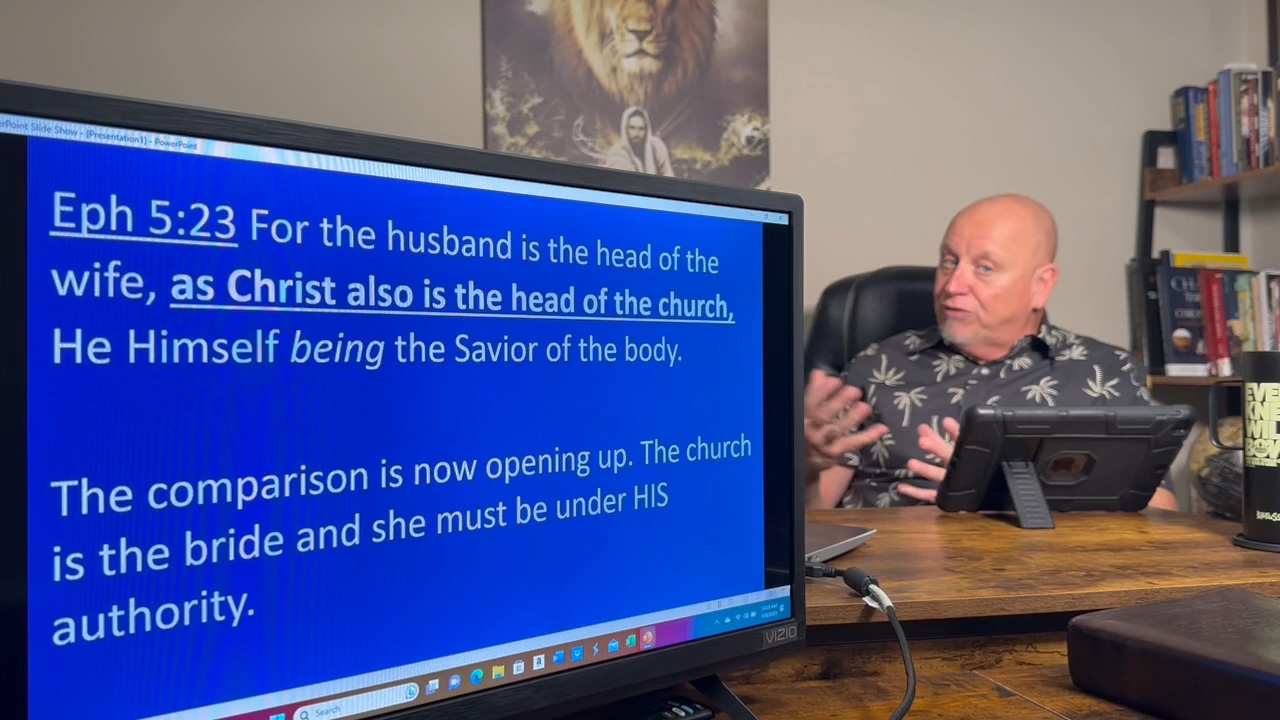 PowerPoint Slide Show - [Presentation1] - PowerPoint
Eph 5:23 For the husband is the head of the
wife, as Christ also is the head of the church,
He Himself being the Savior of the body.
The comparison is now opening up. The church
is the bride and she must be under HIS
authority.
Search
VIZIO